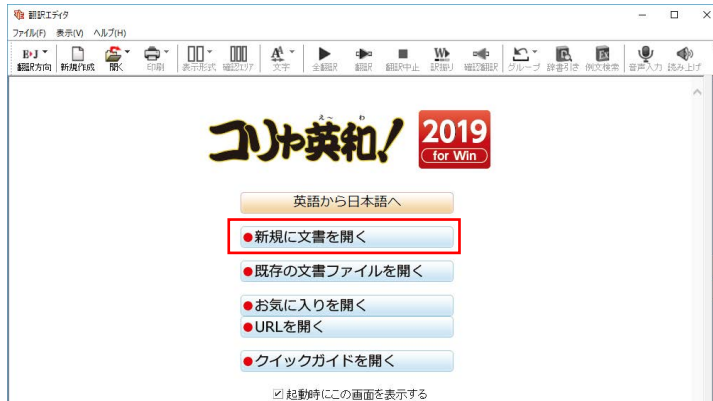 翻訳エディタ
ファイル(F) 表示(V) ヘルプ(H)
E›J
翻訳方向 新規作成 開く 印刷 表示形式 確認エリア 文字 全翻訳 翻訳 翻訳中止 訳振り 確認翻訳 グループ 辞書引き 例文検索 音声入力 読み上げ
え～ わ
コリャ英和! 2019
for Win
英語から日本語へ
●新規に文書を開く
●既存の文書ファイルを開く
●お気に入りを開く
●URLを開く
●クイックガイドを開く
起動時にこの画面を表示する